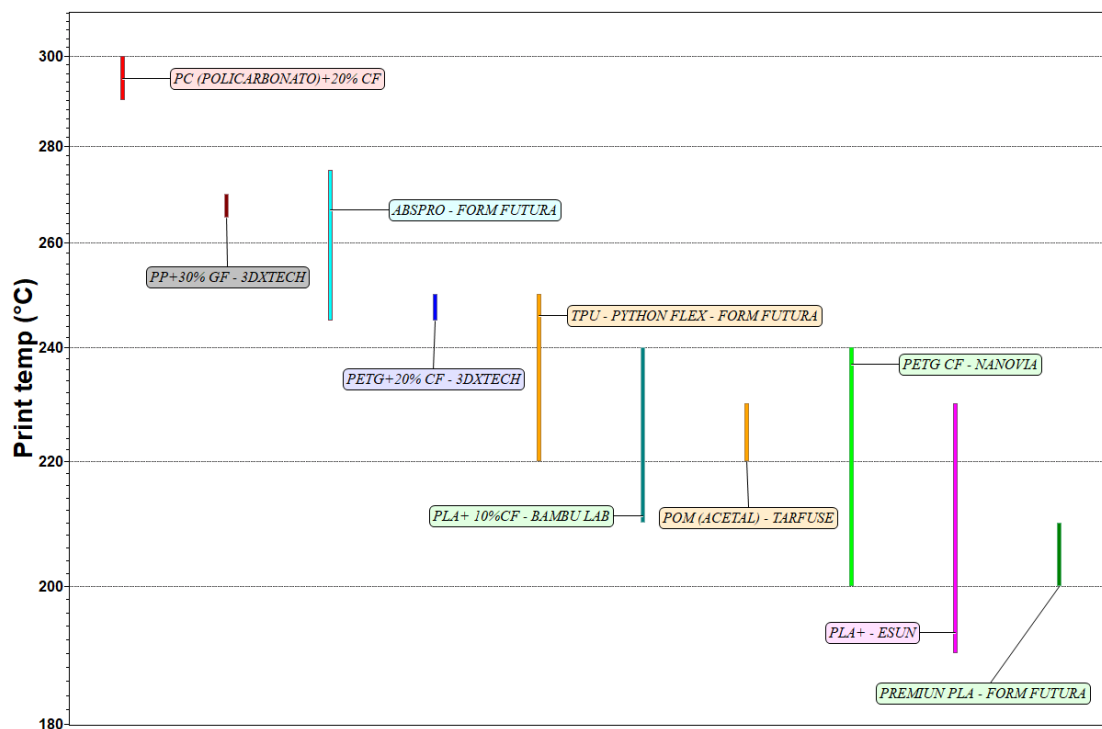 300
PC (POLICARBONATO)+20% CF
280
ABSPRO - FORM FUTURA
260
PP+30% GF - 3DXTECH
Print temp (°C)
TPU - PYTHON FLEX - FORM FUTURA
240
PETG CF - NANOVIA
PETG+20% CF - 3DXTECH
220
PLA+ 10%CF - BAMBU LAB
POM (ACETAL) - TARFUSE
200
PLA+ - ESUN
PREMIUN PLA - FORM FUTURA
180